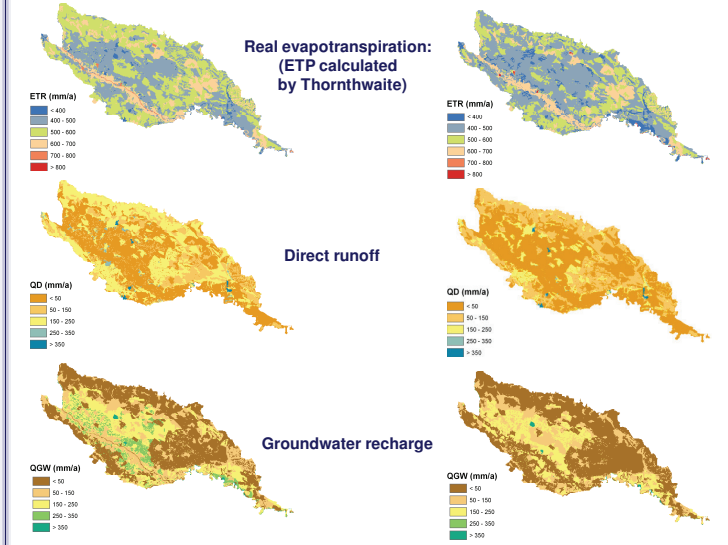 Real evapotranspiration:
(ETP calculated
by Thornthwaite)
ETR (mm/a)
< 400
400 - 500
500 - 600
600 - 700
700 - 800
> 800
ETR (mm/a)
< 400
400 - 500
500 - 600
600 - 700
700 - 800
> 800
Direct runoff
QD (mm/a)
< 50
50 - 150
150 - 250
250 - 350
> 350
QD (mm/a)
< 50
50 - 150
150 - 250
250 - 350
> 350
Groundwater recharge
QGW (mm/a)
< 50
50 - 150
150 - 250
250 - 350
> 350
QGW (mm/a)
< 50
50 - 150
150 - 250
250 - 350
> 350